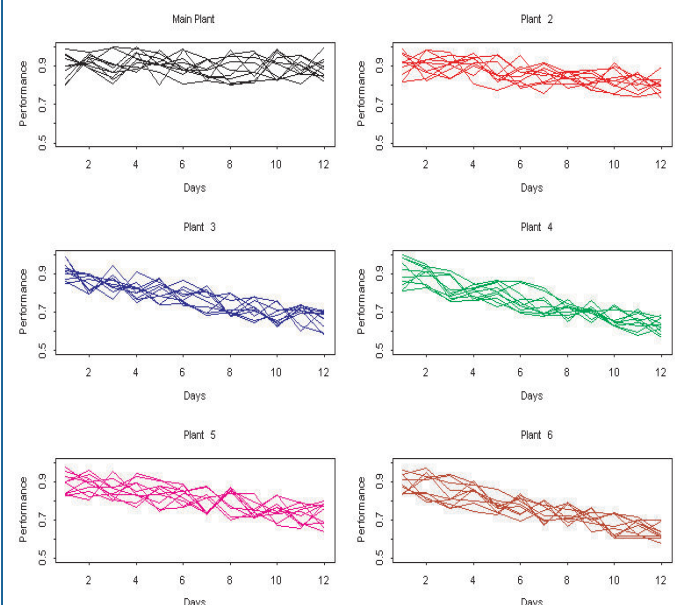 Main Plant
Plant 2
Performance
0.5 0.7 0.9
2 4 6 8 10 12
Days
Performance
0.5 0.7 0.9
2 4 6 8 10 12
Days
Plant 3
Plant 4
Performance
0.5 0.7 0.9
2 4 6 8 10 12
Days
Performance
0.5 0.7 0.9
2 4 6 8 10 12
Days
Plant 5
Plant 6
Performance
0.5 0.7 0.9
2 4 6 8 10 12
Days
Performance
0.5 0.7 0.9
2 4 6 8 10 12
Days